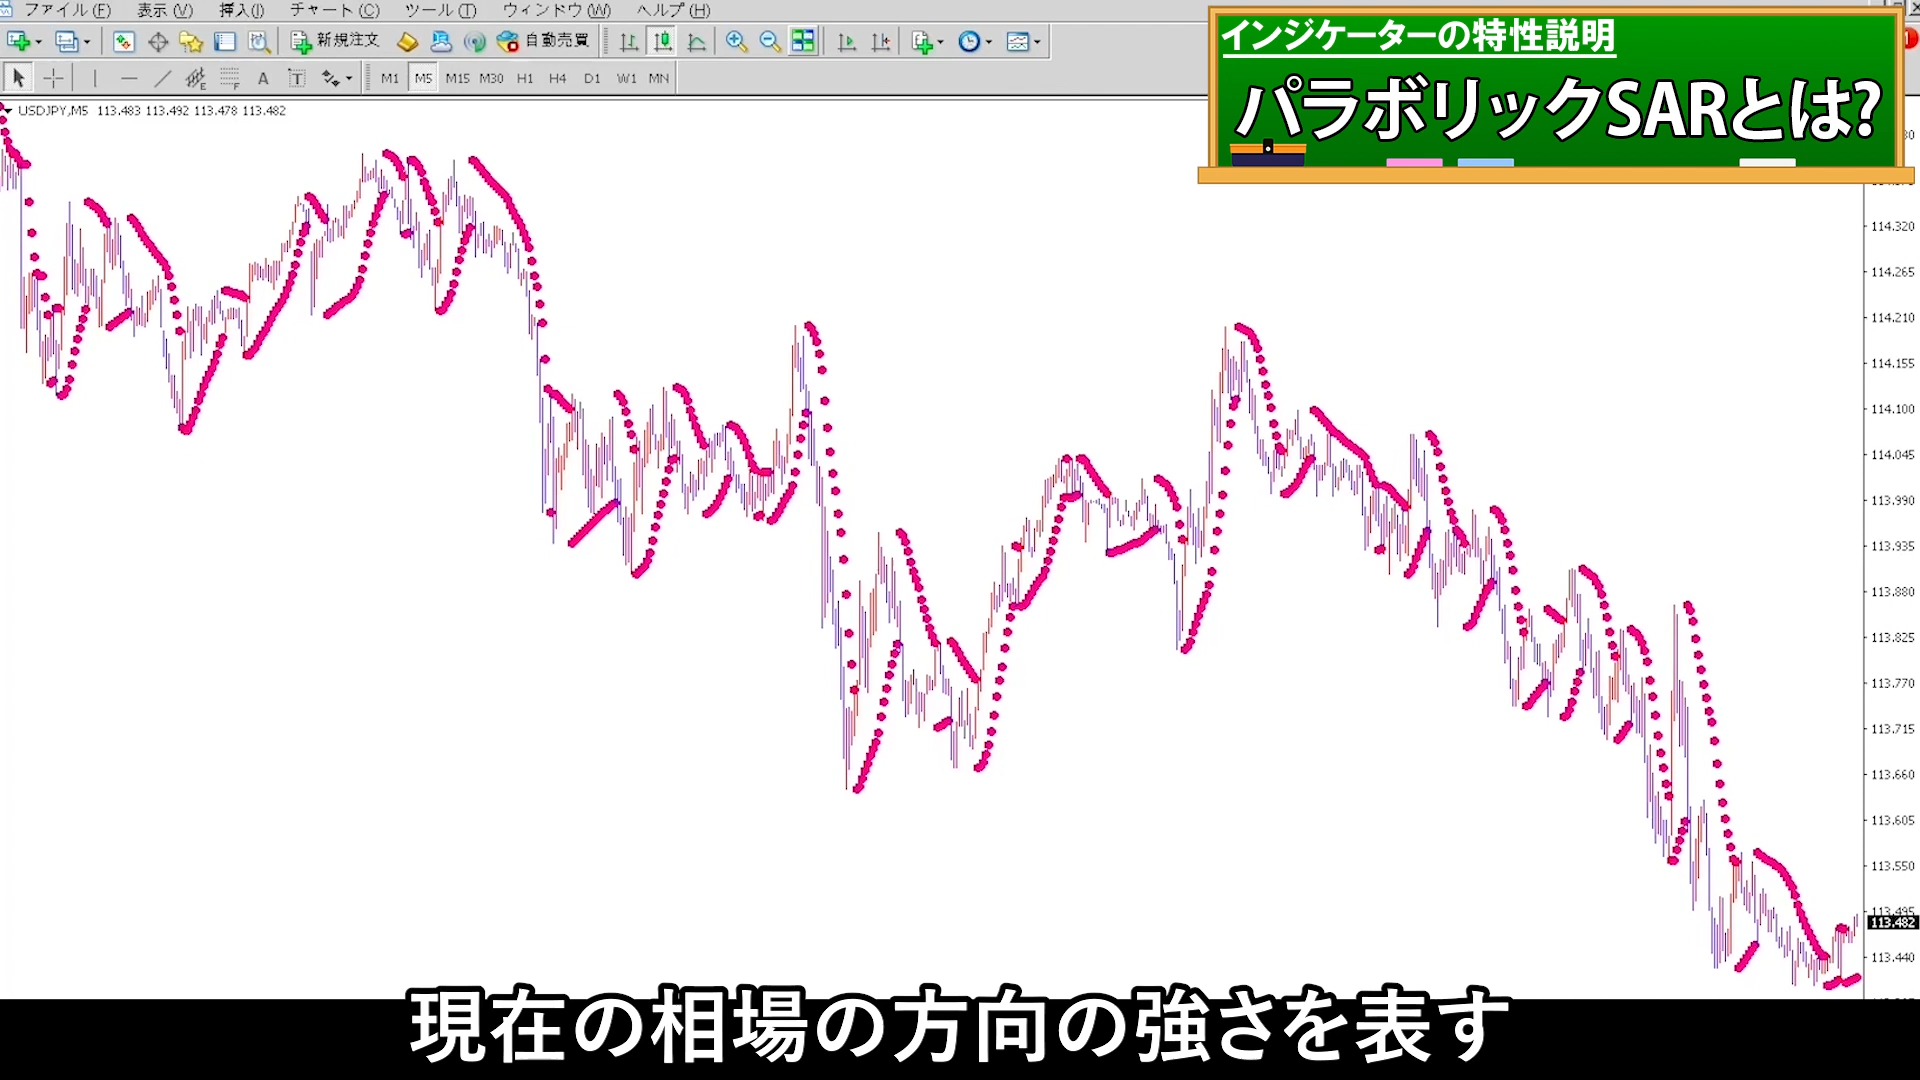 ファイル(F) 表示(V) 挿入(I) チャート(C) ツール(T) ウィンドウ(W) ヘルプ(H)
新規注文 自動売買
A T M1 M5 M15 M30 H1 H4 D1 W1 MN
USDJPY,M5 113.483 113.492 113.478 113.482
インジケーターの特性説明
パラボリックSARとは?
114.320
114.265
114.210
114.155
114.100
114.045
113.990
113.935
113.880
113.825
113.770
113.715
113.660
113.605
113.550
113.495
113.482
113.440
現在の相場の方向の強さを表す